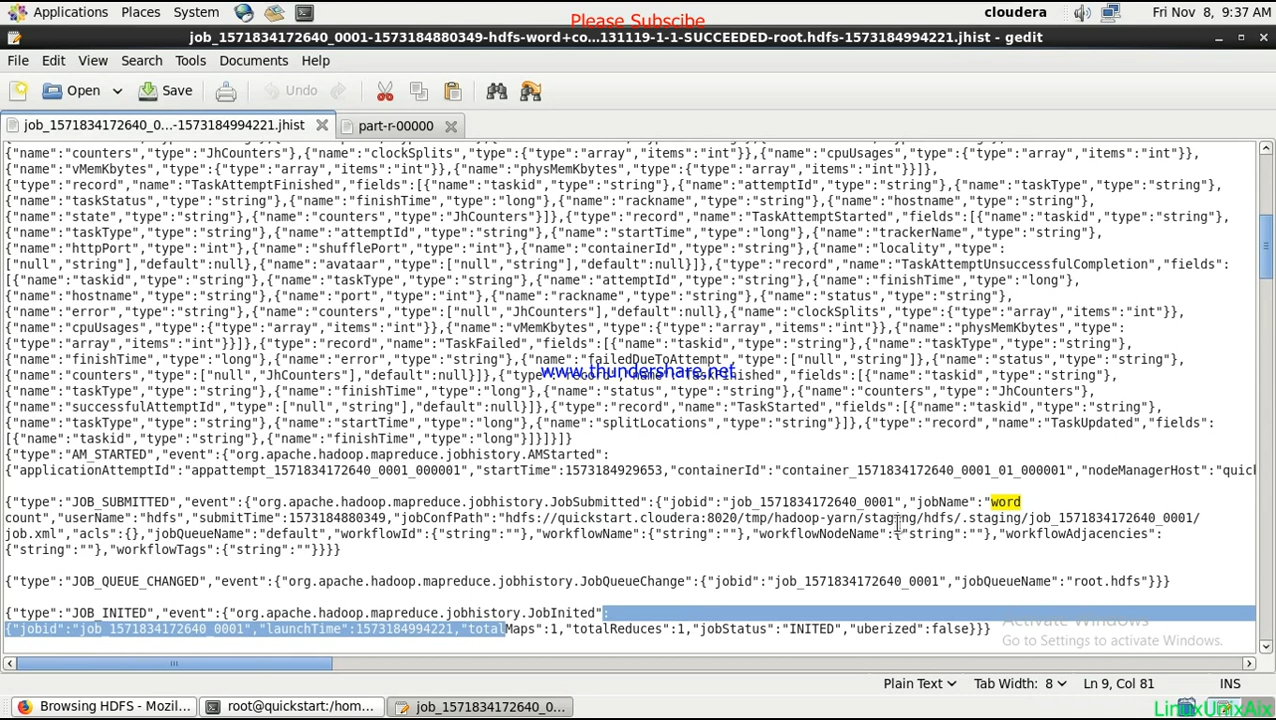 Applications Places System cloudera Fri Nov 8, 9:37 AM
Please Subscibe
job_1571834172640_0001-1573184880349-hdfs-word+co...131119-1-1-SUCCEEDED-root.hdfs-1573184994221.jhist - gedit
File Edit View Search Tools Documents Help
Open Save Undo
job_1571834172640_0...-1573184994221.jhist part-r-00000
{"name":"counters","type":"JhCounters"},{"name":"clockSplits","type":{"type":"array","items":"int"}},{"name":"cpuUsages","type":{"type":"array","items":"int"}},
{"name":"vMemKbytes","type":{"type":"array","items":"int"}},{"name":"physMemKbytes","type":{"type":"array","items":"int"}}]},
{"type":"record","name":"TaskAttemptFinished","fields":[{"name":"taskid","type":"string"},{"name":"attemptId","type":"string"},{"name":"taskType","type":"string"},
{"name":"taskStatus","type":"string"},{"name":"finishTime","type":"long"},{"name":"rackname","type":"string"},{"name":"hostname","type":"string"},
{"name":"state","type":"string"},{"name":"counters","type":"JhCounters"}]},{"type":"record","name":"TaskAttemptStarted","fields":[{"name":"taskid","type":"string"},
{"name":"taskType","type":"string"},{"name":"attemptId","type":"string"},{"name":"startTime","type":"long"},{"name":"trackerName","type":"string"},
{"name":"httpPort","type":"int"},{"name":"shufflePort","type":"int"},{"name":"containerId","type":"string"},{"name":"locality","type":
["null","string"],"default":null},{"name":"avataar","type":["null","string"],"default":null}]},{"type":"record","name":"TaskAttemptUnsuccessfulCompletion","fields":
[{"name":"taskid","type":"string"},{"name":"taskType","type":"string"},{"name":"attemptId","type":"string"},{"name":"finishTime","type":"long"},
{"name":"hostname","type":"string"},{"name":"port","type":"int"},{"name":"rackname","type":"string"},{"name":"status","type":"string"},
{"name":"error","type":"string"},{"name":"counters","type":["null","JhCounters"],"default":null},{"name":"clockSplits","type":{"type":"array","items":"int"}},
{"name":"cpuUsages","type":{"type":"array","items":"int"}},{"name":"vMemKbytes","type":{"type":"array","items":"int"}},{"name":"physMemKbytes","type":
{"type":"array","items":"int"}}]},{"type":"record","name":"TaskFailed","fields":[{"name":"taskid","type":"string"},{"name":"taskType","type":"string"},
{"name":"finishTime","type":"long"},{"name":"error","type":"string"},{"name":"failedDueToAttempt","type":["null","string"]},{"name":"status","type":"string"},
www.thundershare.net
{"name":"counters","type":["null","JhCounters"],"default":null}]},{"type":"record","name":"TaskFinished","fields":[{"name":"taskid","type":"string"},
{"name":"taskType","type":"string"},{"name":"finishTime","type":"long"},{"name":"status","type":"string"},{"name":"counters","type":"JhCounters"},
{"name":"successfulAttemptId","type":["null","string"],"default":null}]},{"type":"record","name":"TaskStarted","fields":[{"name":"taskid","type":"string"},
{"name":"taskType","type":"string"},{"name":"startTime","type":"long"},{"name":"splitLocations","type":"string"}]},{"type":"record","name":"TaskUpdated","fields":
[{"name":"taskid","type":"string"},{"name":"finishTime","type":"long"}]}]}]}
{"type":"AM_STARTED","event":{"org.apache.hadoop.mapreduce.jobhistory.AMStarted":
{"applicationAttemptId":"appattempt_1571834172640_0001_000001","startTime":1573184929653,"containerId":"container_1571834172640_0001_01_000001","nodeManagerHost":"quick
{"type":"JOB_SUBMITTED","event":{"org.apache.hadoop.mapreduce.jobhistory.JobSubmitted":{"jobid":"job_1571834172640_0001","jobName":"word
count","userName":"hdfs","submitTime":1573184880349,"jobConfPath":"hdfs://quickstart.cloudera:8020/tmp/hadoop-yarn/staging/hdfs/.staging/job_1571834172640_0001/
job.xml","acls":{},"jobQueueName":"default","workflowId":{"string":""},"workflowName":{"string":""},"workflowNodeName":{"string":""},"workflowAdjacencies":
{"string":""},"workflowTags":{"string":""}}}}
{"type":"JOB_QUEUE_CHANGED","event":{"org.apache.hadoop.mapreduce.jobhistory.JobQueueChange":{"jobid":"job_1571834172640_0001","jobQueueName":"root.hdfs"}}}
{"type":"JOB_INITED","event":{"org.apache.hadoop.mapreduce.jobhistory.JobInited":
{"jobid":"job_1571834172640_0001","launchTime":1573184994221,"totalMaps":1,"totalReduces":1,"jobStatus":"INITED","uberized":false}}}
Activate Windows
Go to Settings to activate Windows.
Plain Text Tab Width: 8 Ln 9, Col 81 INS
Browsing HDFS - Mozil... root@quickstart:/hom... job_1571834172640_0...
LinuxUnixAix